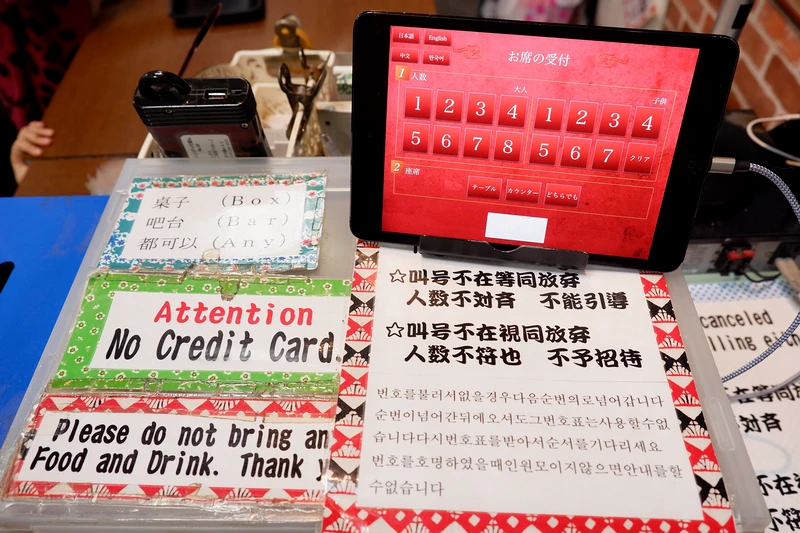 日本語 English
中文 한국어
お席の受付
1 人数
大人 子供
1 2 3 4 1 2 3 4
5 6 7 8 5 6 7 クリア
2 座席
テーブル カウンター どちらでも
桌子 (Box)
吧台 (Bar)
都可以 (Any)
Attention
No Credit Card.
Please do not bring an
Food and Drink. Thank y
☆叫号不在等同放弃
人数不对斉 不能引導
☆叫号不在視同放弃
人数不符也 不予招待
번호를불러서없을경우다음순번의로넘어갑니다
순번이넘어간뒤에오셔도그번호표는사용할수없
습니다다시번호표를받아서순서를기다리세요
번호를호명하였을때인원모이지않으면안내를할
수없습니다
canceled
lling eith